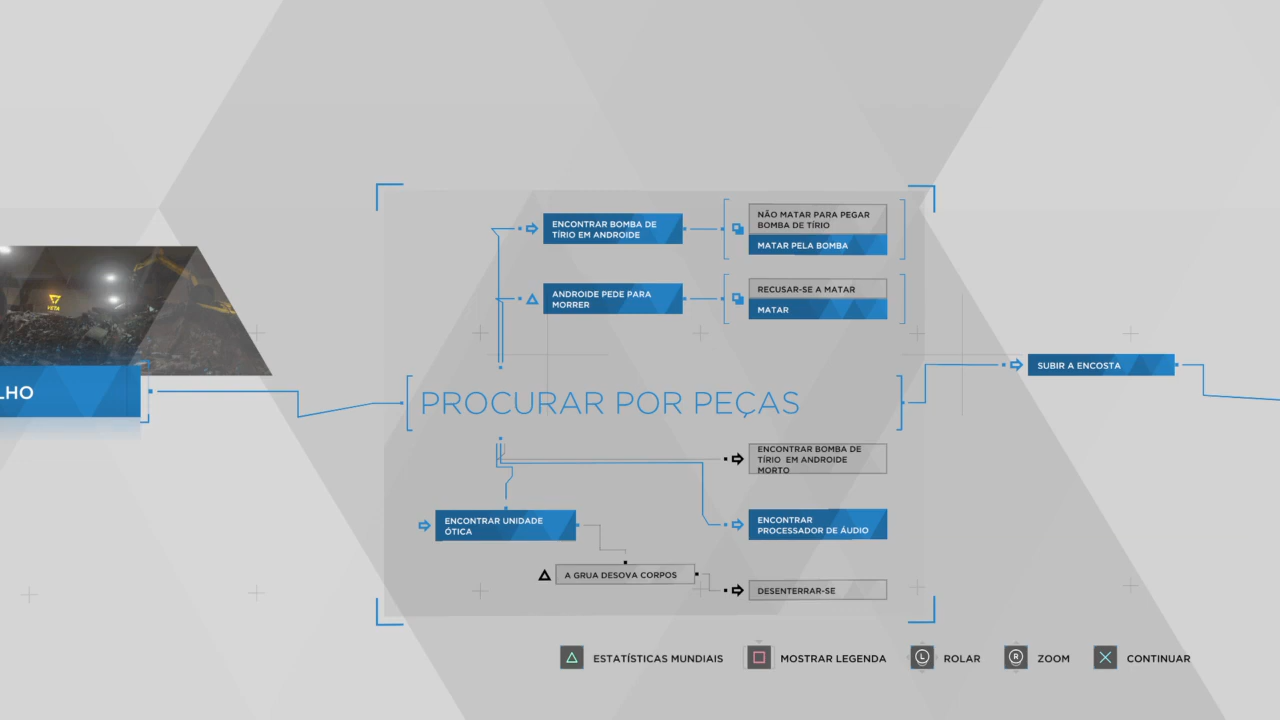 ENCONTRAR BOMBA DE
TÍRIO EM ANDROIDE
NÃO MATAR PARA PEGAR
BOMBA DE TÍRIO
MATAR PELA BOMBA
ANDROIDE PEDE PARA
MORRER
RECUSAR-SE A MATAR
MATAR
SUBIR A ENCOSTA
LHO
PROCURAR POR PEÇAS
ENCONTRAR BOMBA DE
TÍRIO EM ANDROIDE
MORTO
ENCONTRAR UNIDADE
ÓTICA
ENCONTRAR
PROCESSADOR DE ÁUDIO
A GRUA DESOVA CORPOS
DESENTERRAR-SE
ESTATÍSTICAS MUNDIAIS
MOSTRAR LEGENDA
L
ROLAR
R
ZOOM
CONTINUAR